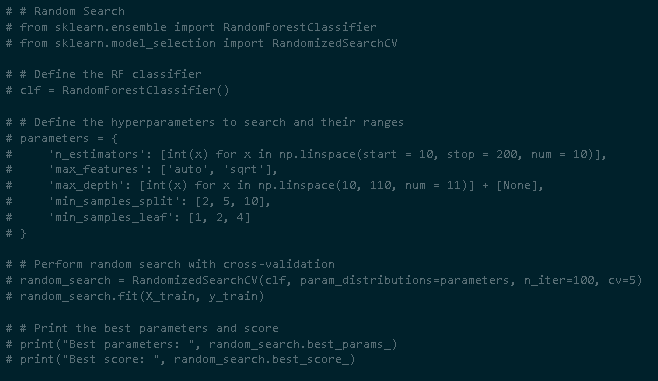 # # Random Search
# from sklearn.ensemble import RandomForestClassifier
# from sklearn.model_selection import RandomizedSearchCV
# # Define the RF classifier
# clf = RandomForestClassifier()
# # Define the hyperparameters to search and their ranges
# parameters = {
#     'n_estimators': [int(x) for x in np.linspace(start = 10, stop = 200, num = 10)],
#     'max_features': ['auto', 'sqrt'],
#     'max_depth': [int(x) for x in np.linspace(10, 110, num = 11)] + [None],
#     'min_samples_split': [2, 5, 10],
#     'min_samples_leaf': [1, 2, 4]
# }
# # Perform random search with cross-validation
# random_search = RandomizedSearchCV(clf, param_distributions=parameters, n_iter=100, cv=5)
# random_search.fit(X_train, y_train)
# # Print the best parameters and score
# print("Best parameters: ", random_search.best_params_)
# print("Best score: ", random_search.best_score_)